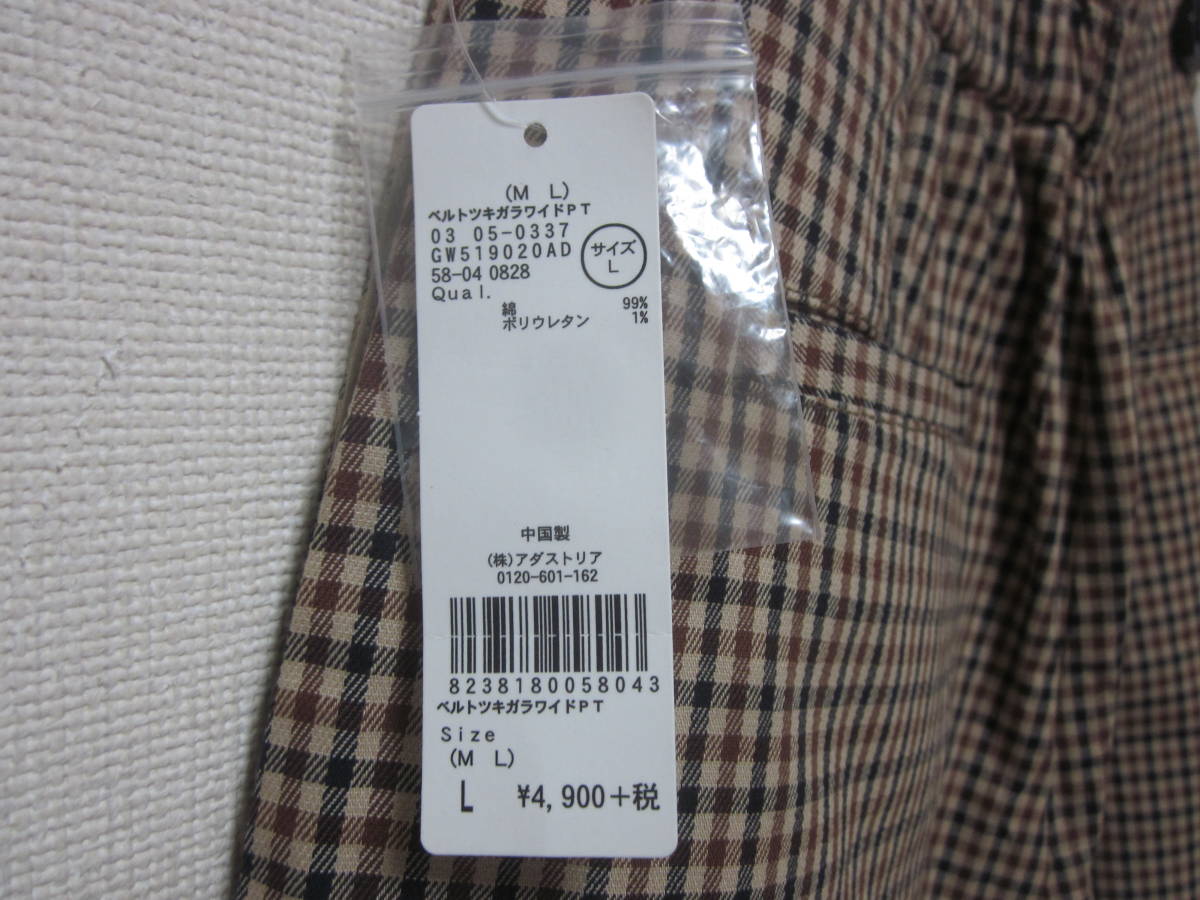 (M L)
ベルトツキガラワイドPT
03 05-0337
GW519020AD
58-04 0828
サイズ
L
Qual.
綿 99%
ポリウレタン 1%
中国製
(株)アダストリア
0120-601-162
8238180058043
ベルトツキガラワイドPT
Size
(M L)
L ¥4,900+税